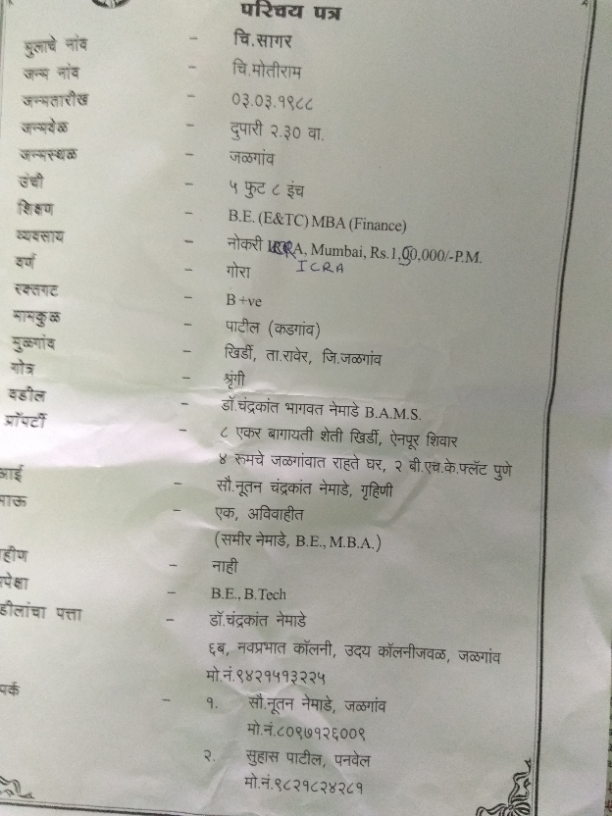 परिचय पत्र
मुलाचे नांव - चि.सागर
जन्म नांव - चि.मोतीराम
जन्मतारीख - ०३.०३.१९८८
जन्मवेळ - दुपारी २.३० वा.
जन्मस्थळ - जळगांव
उंची - ५ फुट ८ इंच
शिक्षण - B.E. (E&TC) MBA (Finance)
व्यवसाय - नोकरी ICRA, Mumbai, Rs.1,00,000/-P.M.
ICRA
वर्ण - गोरा
रक्तगट - B +ve
मामकुळ - पाटील (कडगांव)
मुळगांव - खिर्डी, ता.रावेर, जि.जळगांव
गोत्र - श्रृंगी
वडील - डॉ.चंद्रकांत भागवत नेमाडे B.A.M.S.
प्रॉपर्टी - ८ एकर बागायती शेती खिर्डी, ऐनपूर शिवार
४ रूमचे जळगांवात राहते घर, २ बी.एच.के.फ्लॅट पुणे
आई - सौ.नूतन चंद्रकांत नेमाडे, गृहिणी
भाऊ - एक, अविवाहीत
(समीर नेमाडे, B.E., M.B.A.)
हीण - नाही
पेक्षा - B.E., B.Tech
डीलांचा पत्ता - डॉ.चंद्रकांत नेमाडे
६ब, नवप्रभात कॉलनी, उदय कॉलनीजवळ, जळगांव
मो.नं.९४२१५१३२२५
पर्क - १. सौ.नूतन नेमाडे, जळगांव
मो.नं.८०९७१२६००९
२. सुहास पाटील, पनवेल
मो.नं.९८२१८२४२८१